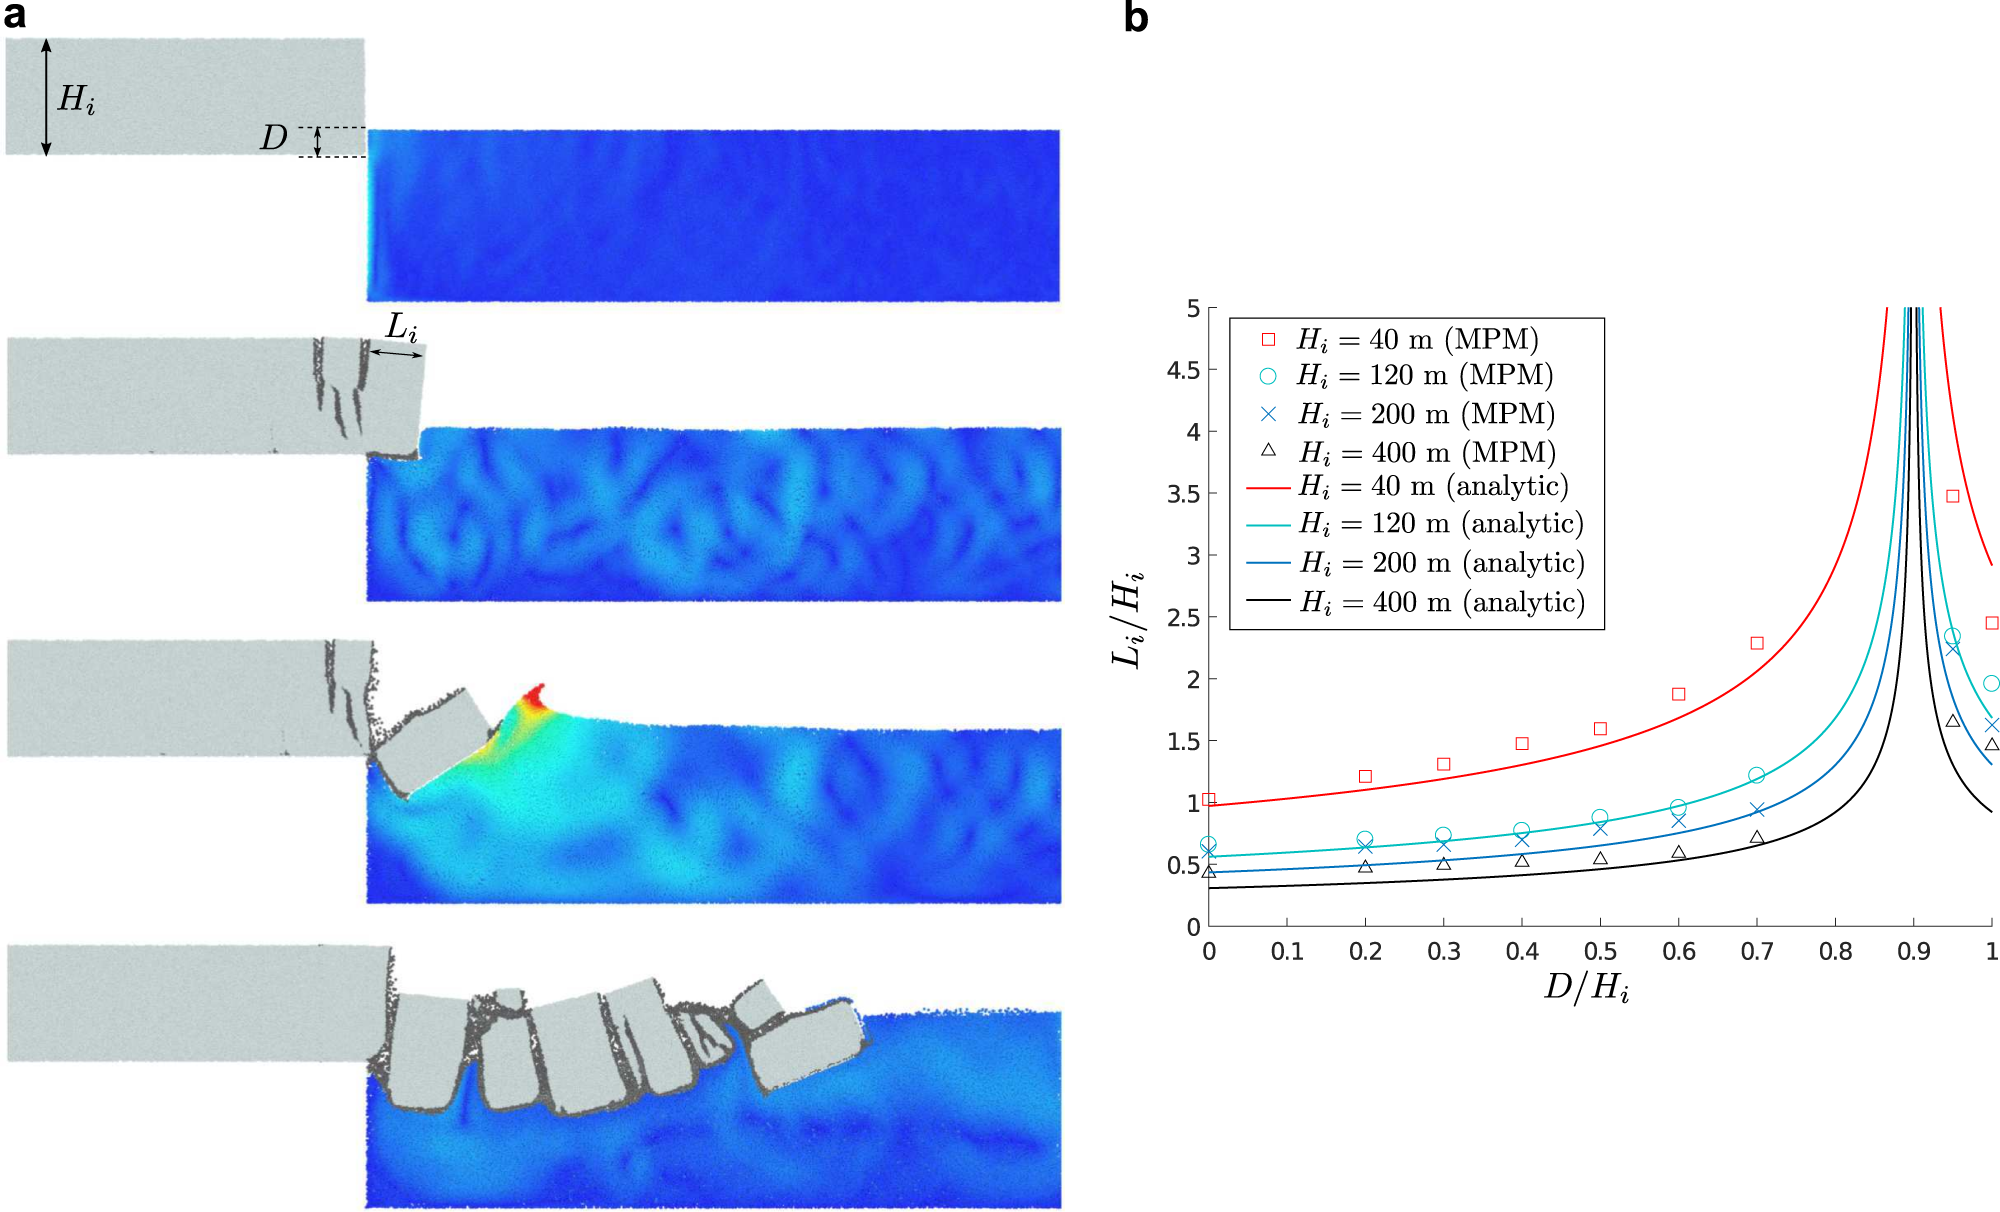 a
H_i
D
L_i
b
5
4.5
4
3.5
3
2.5
2
1.5
1
0.5
0
L_i/H_i
H_i = 40 m (MPM)
H_i = 120 m (MPM)
H_i = 200 m (MPM)
H_i = 400 m (MPM)
H_i = 40 m (analytic)
H_i = 120 m (analytic)
H_i = 200 m (analytic)
H_i = 400 m (analytic)
0 0.1 0.2 0.3 0.4 0.5 0.6 0.7 0.8 0.9 1
D/H_i